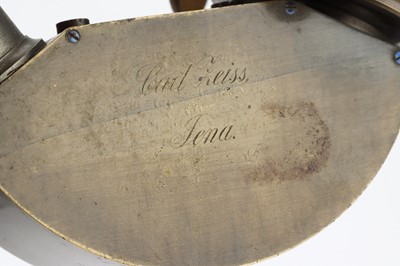 Carl Zeiss,
Jena.